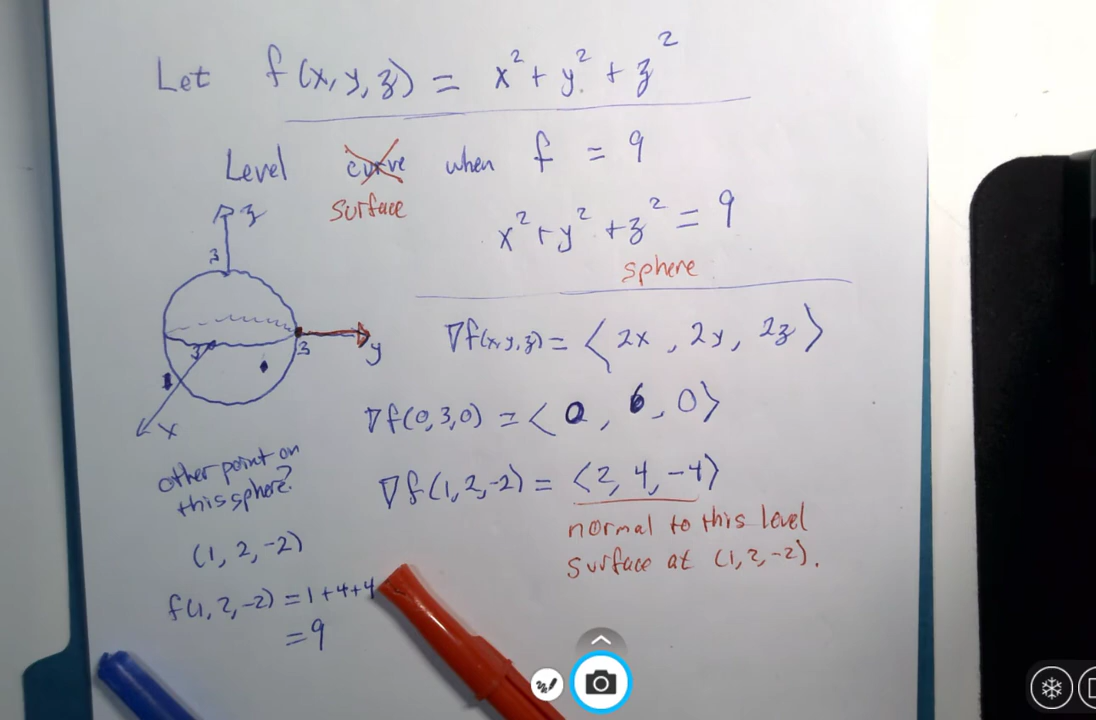 Let f(x, y, z) = x² + y² + z²
Level curve when f = 9
surface
x² + y² + z² = 9
sphere
z
3
3
3
y
x
∇f(x,y,z) = ⟨2x, 2y, 2z⟩
∇f(0,3,0) = ⟨0, 6, 0⟩
∇f(1,2,-2) = ⟨2, 4, -4⟩
normal to this level
surface at (1,2,-2).
other point on
this sphere?
(1, 2, -2)
f(1, 2, -2) = 1+4+4
= 9